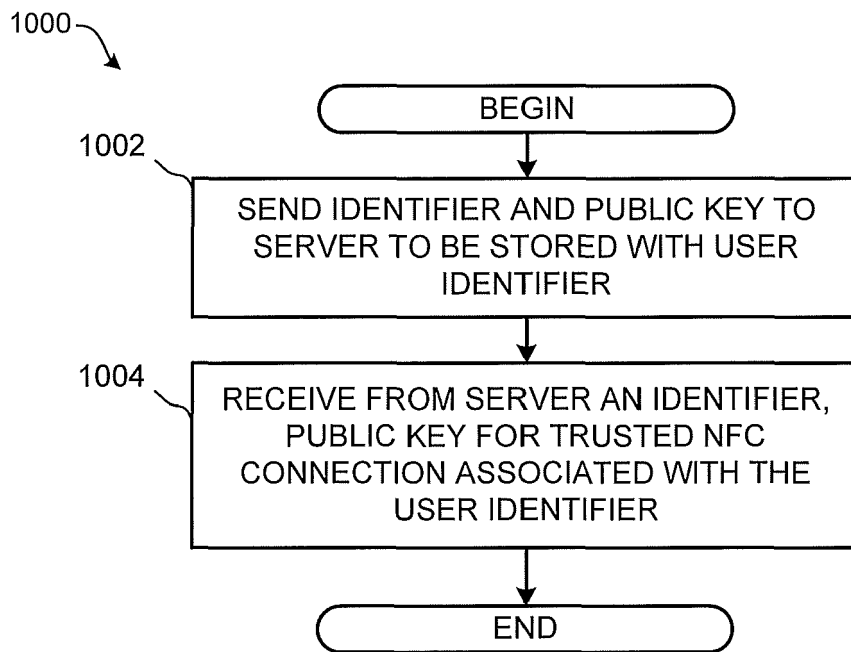 1000
BEGIN
1002
SEND IDENTIFIER AND PUBLIC KEY TO
SERVER TO BE STORED WITH USER
IDENTIFIER
1004
RECEIVE FROM SERVER AN IDENTIFIER,
PUBLIC KEY FOR TRUSTED NFC
CONNECTION ASSOCIATED WITH THE
USER IDENTIFIER
END